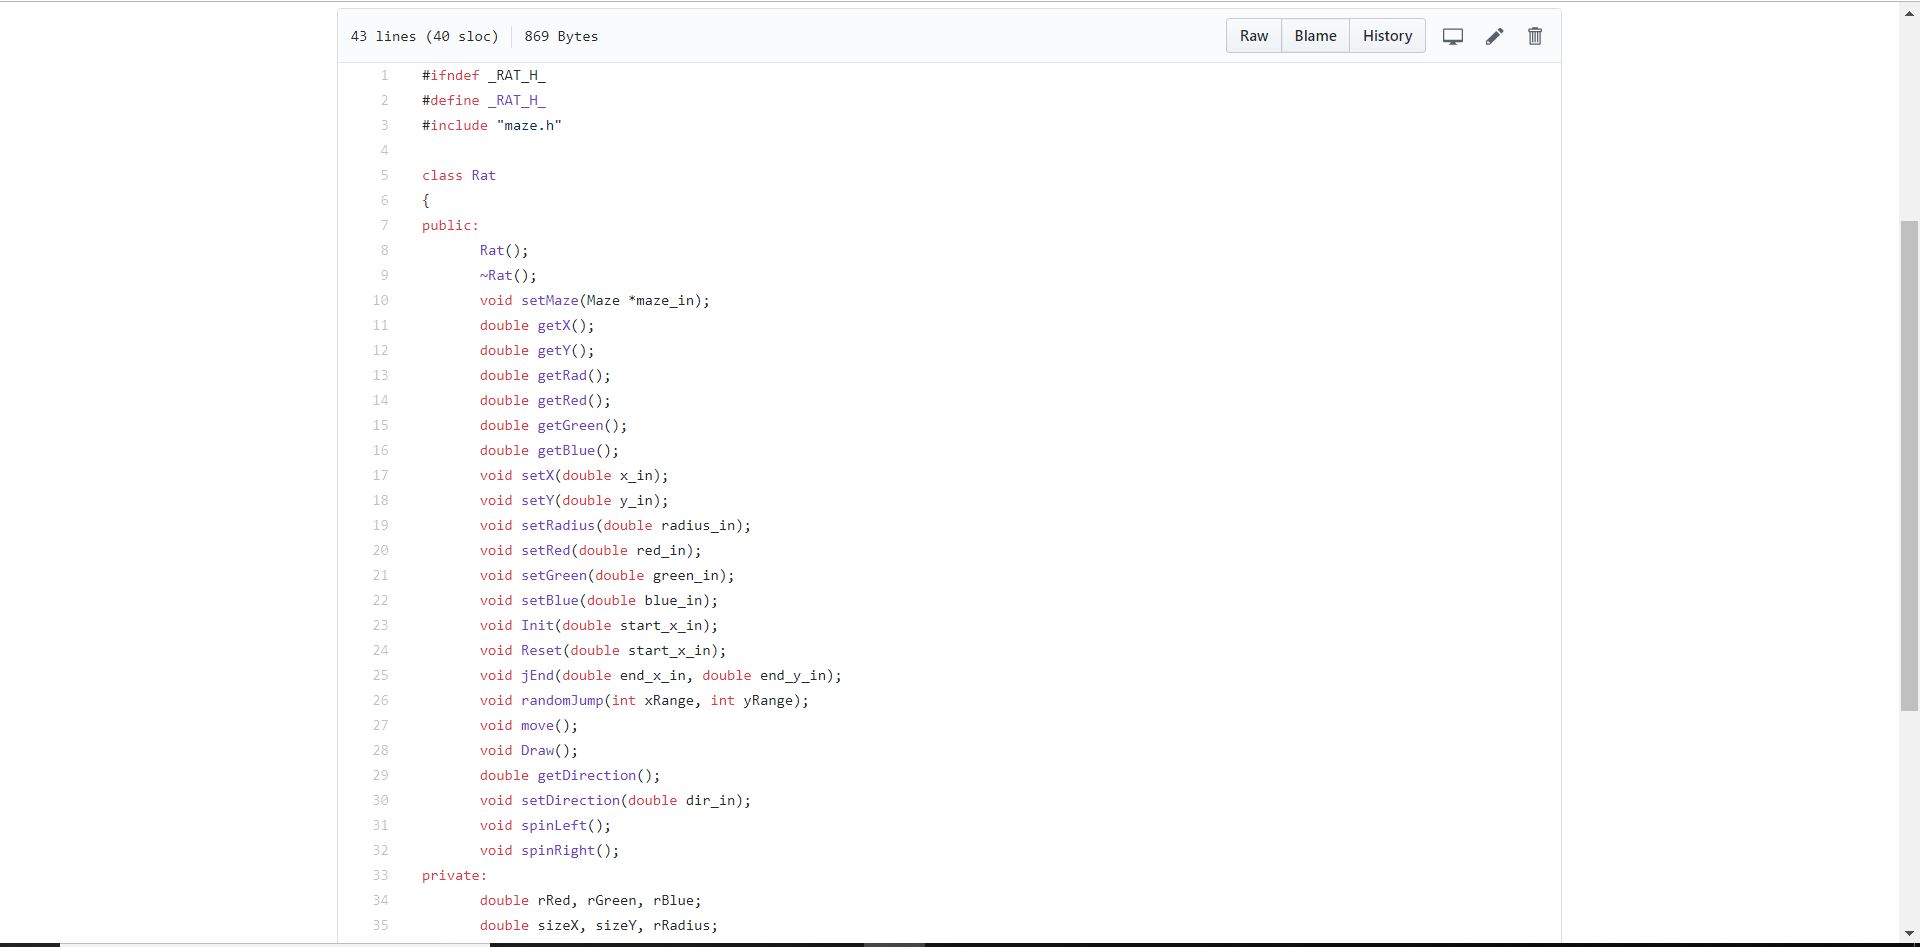 43 lines (40 sloc) 869 Bytes Raw Blame History
1 #ifndef _RAT_H_
2 #define _RAT_H_
3 #include "maze.h"
4
5 class Rat
6 {
7 public:
8 Rat();
9 ~Rat();
10 void setMaze(Maze *maze_in);
11 double getX();
12 double getY();
13 double getRad();
14 double getRed();
15 double getGreen();
16 double getBlue();
17 void setX(double x_in);
18 void setY(double y_in);
19 void setRadius(double radius_in);
20 void setRed(double red_in);
21 void setGreen(double green_in);
22 void setBlue(double blue_in);
23 void Init(double start_x_in);
24 void Reset(double start_x_in);
25 void jEnd(double end_x_in, double end_y_in);
26 void randomJump(int xRange, int yRange);
27 void move();
28 void Draw();
29 double getDirection();
30 void setDirection(double dir_in);
31 void spinLeft();
32 void spinRight();
33 private:
34 double rRed, rGreen, rBlue;
35 double sizeX, sizeY, rRadius;